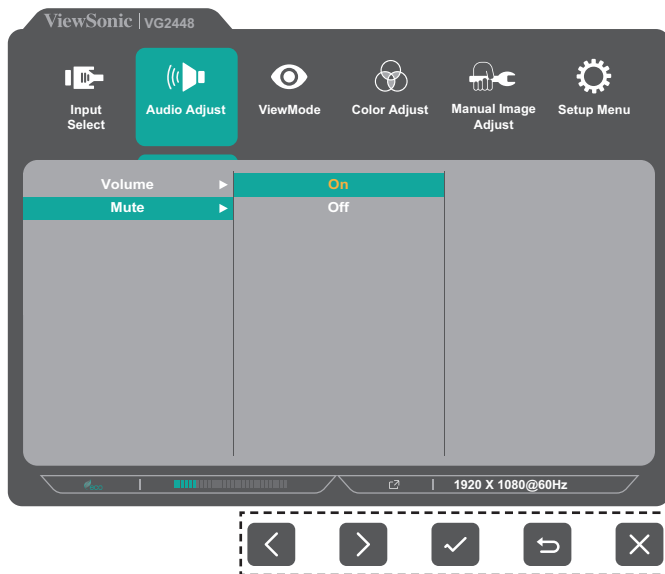 ViewSonic | VG2448
Input Select
Audio Adjust
ViewMode
Color Adjust
Manual Image Adjust
Setup Menu
Volume
On
Mute
Off
1920 X 1080@60Hz